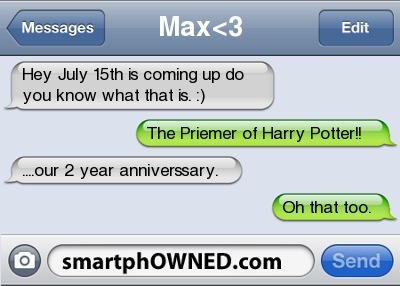 Messages
Max<3
Edit
Hey July 15th is coming up do
you know what that is. :)
The Priemer of Harry Potter!!
....our 2 year anniverssary.
Oh that too.
smartphOWNED.com
Send